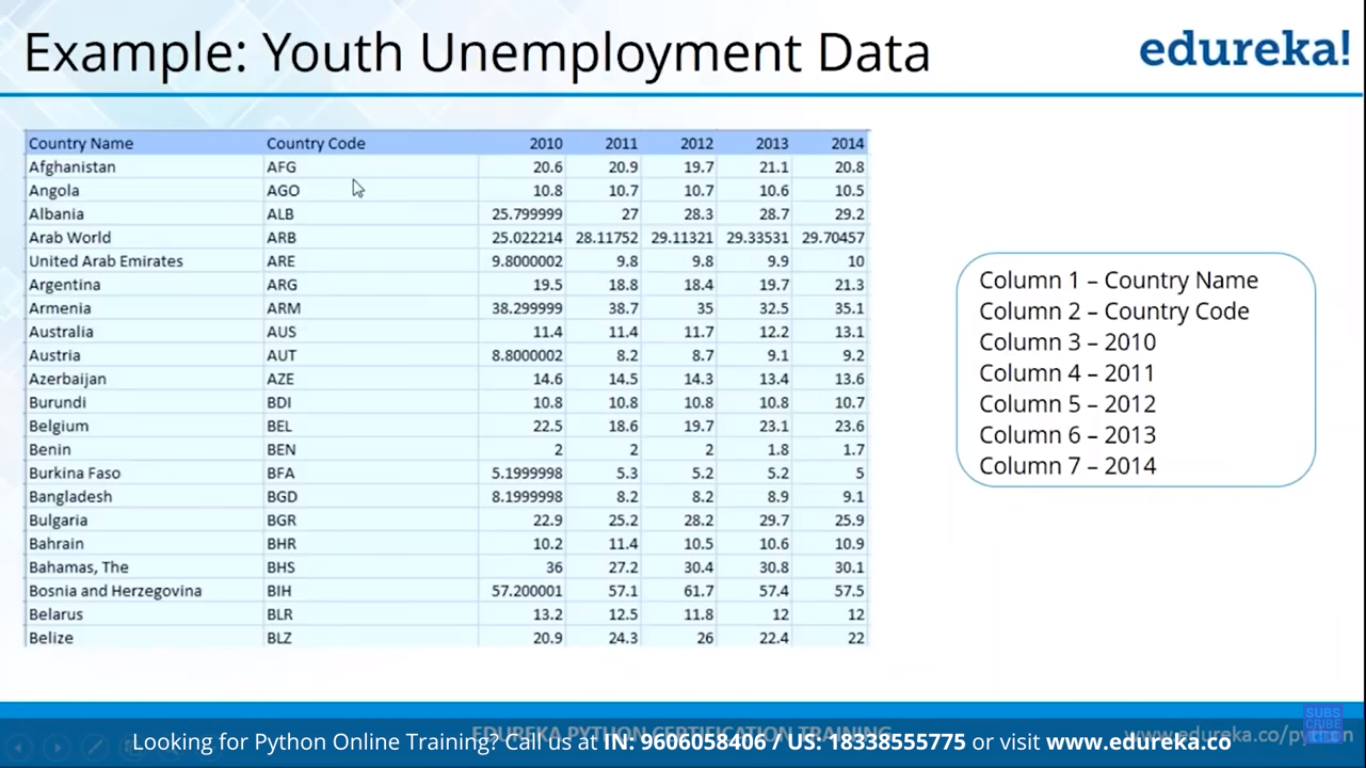 Example: Youth Unemployment Data
edureka!
Country Name Country Code 2010 2011 2012 2013 2014
Afghanistan AFG 20.6 20.9 19.7 21.1 20.8
Angola AGO 10.8 10.7 10.7 10.6 10.5
Albania ALB 25.799999 27 28.3 28.7 29.2
Arab World ARB 25.022214 28.11752 29.11321 29.33531 29.70457
United Arab Emirates ARE 9.8000002 9.8 9.8 9.9 10
Argentina ARG 19.5 18.8 18.4 19.7 21.3
Armenia ARM 38.299999 38.7 35 32.5 35.1
Australia AUS 11.4 11.4 11.7 12.2 13.1
Austria AUT 8.8000002 8.2 8.7 9.1 9.2
Azerbaijan AZE 14.6 14.5 14.3 13.4 13.6
Burundi BDI 10.8 10.8 10.8 10.8 10.7
Belgium BEL 22.5 18.6 19.7 23.1 23.6
Benin BEN 2 2 2 1.8 1.7
Burkina Faso BFA 5.1999998 5.3 5.2 5.2 5
Bangladesh BGD 8.1999998 8.2 8.2 8.9 9.1
Bulgaria BGR 22.9 25.2 28.2 29.7 25.9
Bahrain BHR 10.2 11.4 10.5 10.6 10.9
Bahamas, The BHS 36 27.2 30.4 30.8 30.1
Bosnia and Herzegovina BIH 57.200001 57.1 61.7 57.4 57.5
Belarus BLR 13.2 12.5 11.8 12 12
Belize BLZ 20.9 24.3 26 22.4 22
Column 1 – Country Name
Column 2 – Country Code
Column 3 – 2010
Column 4 – 2011
Column 5 – 2012
Column 6 – 2013
Column 7 – 2014
EDUREKA PYTHON CERTIFICATION TRAINING
www.edureka.co/python
SUBS
CRIBE
Looking for Python Online Training? Call us at IN: 9606058406 / US: 18338555775 or visit www.edureka.co